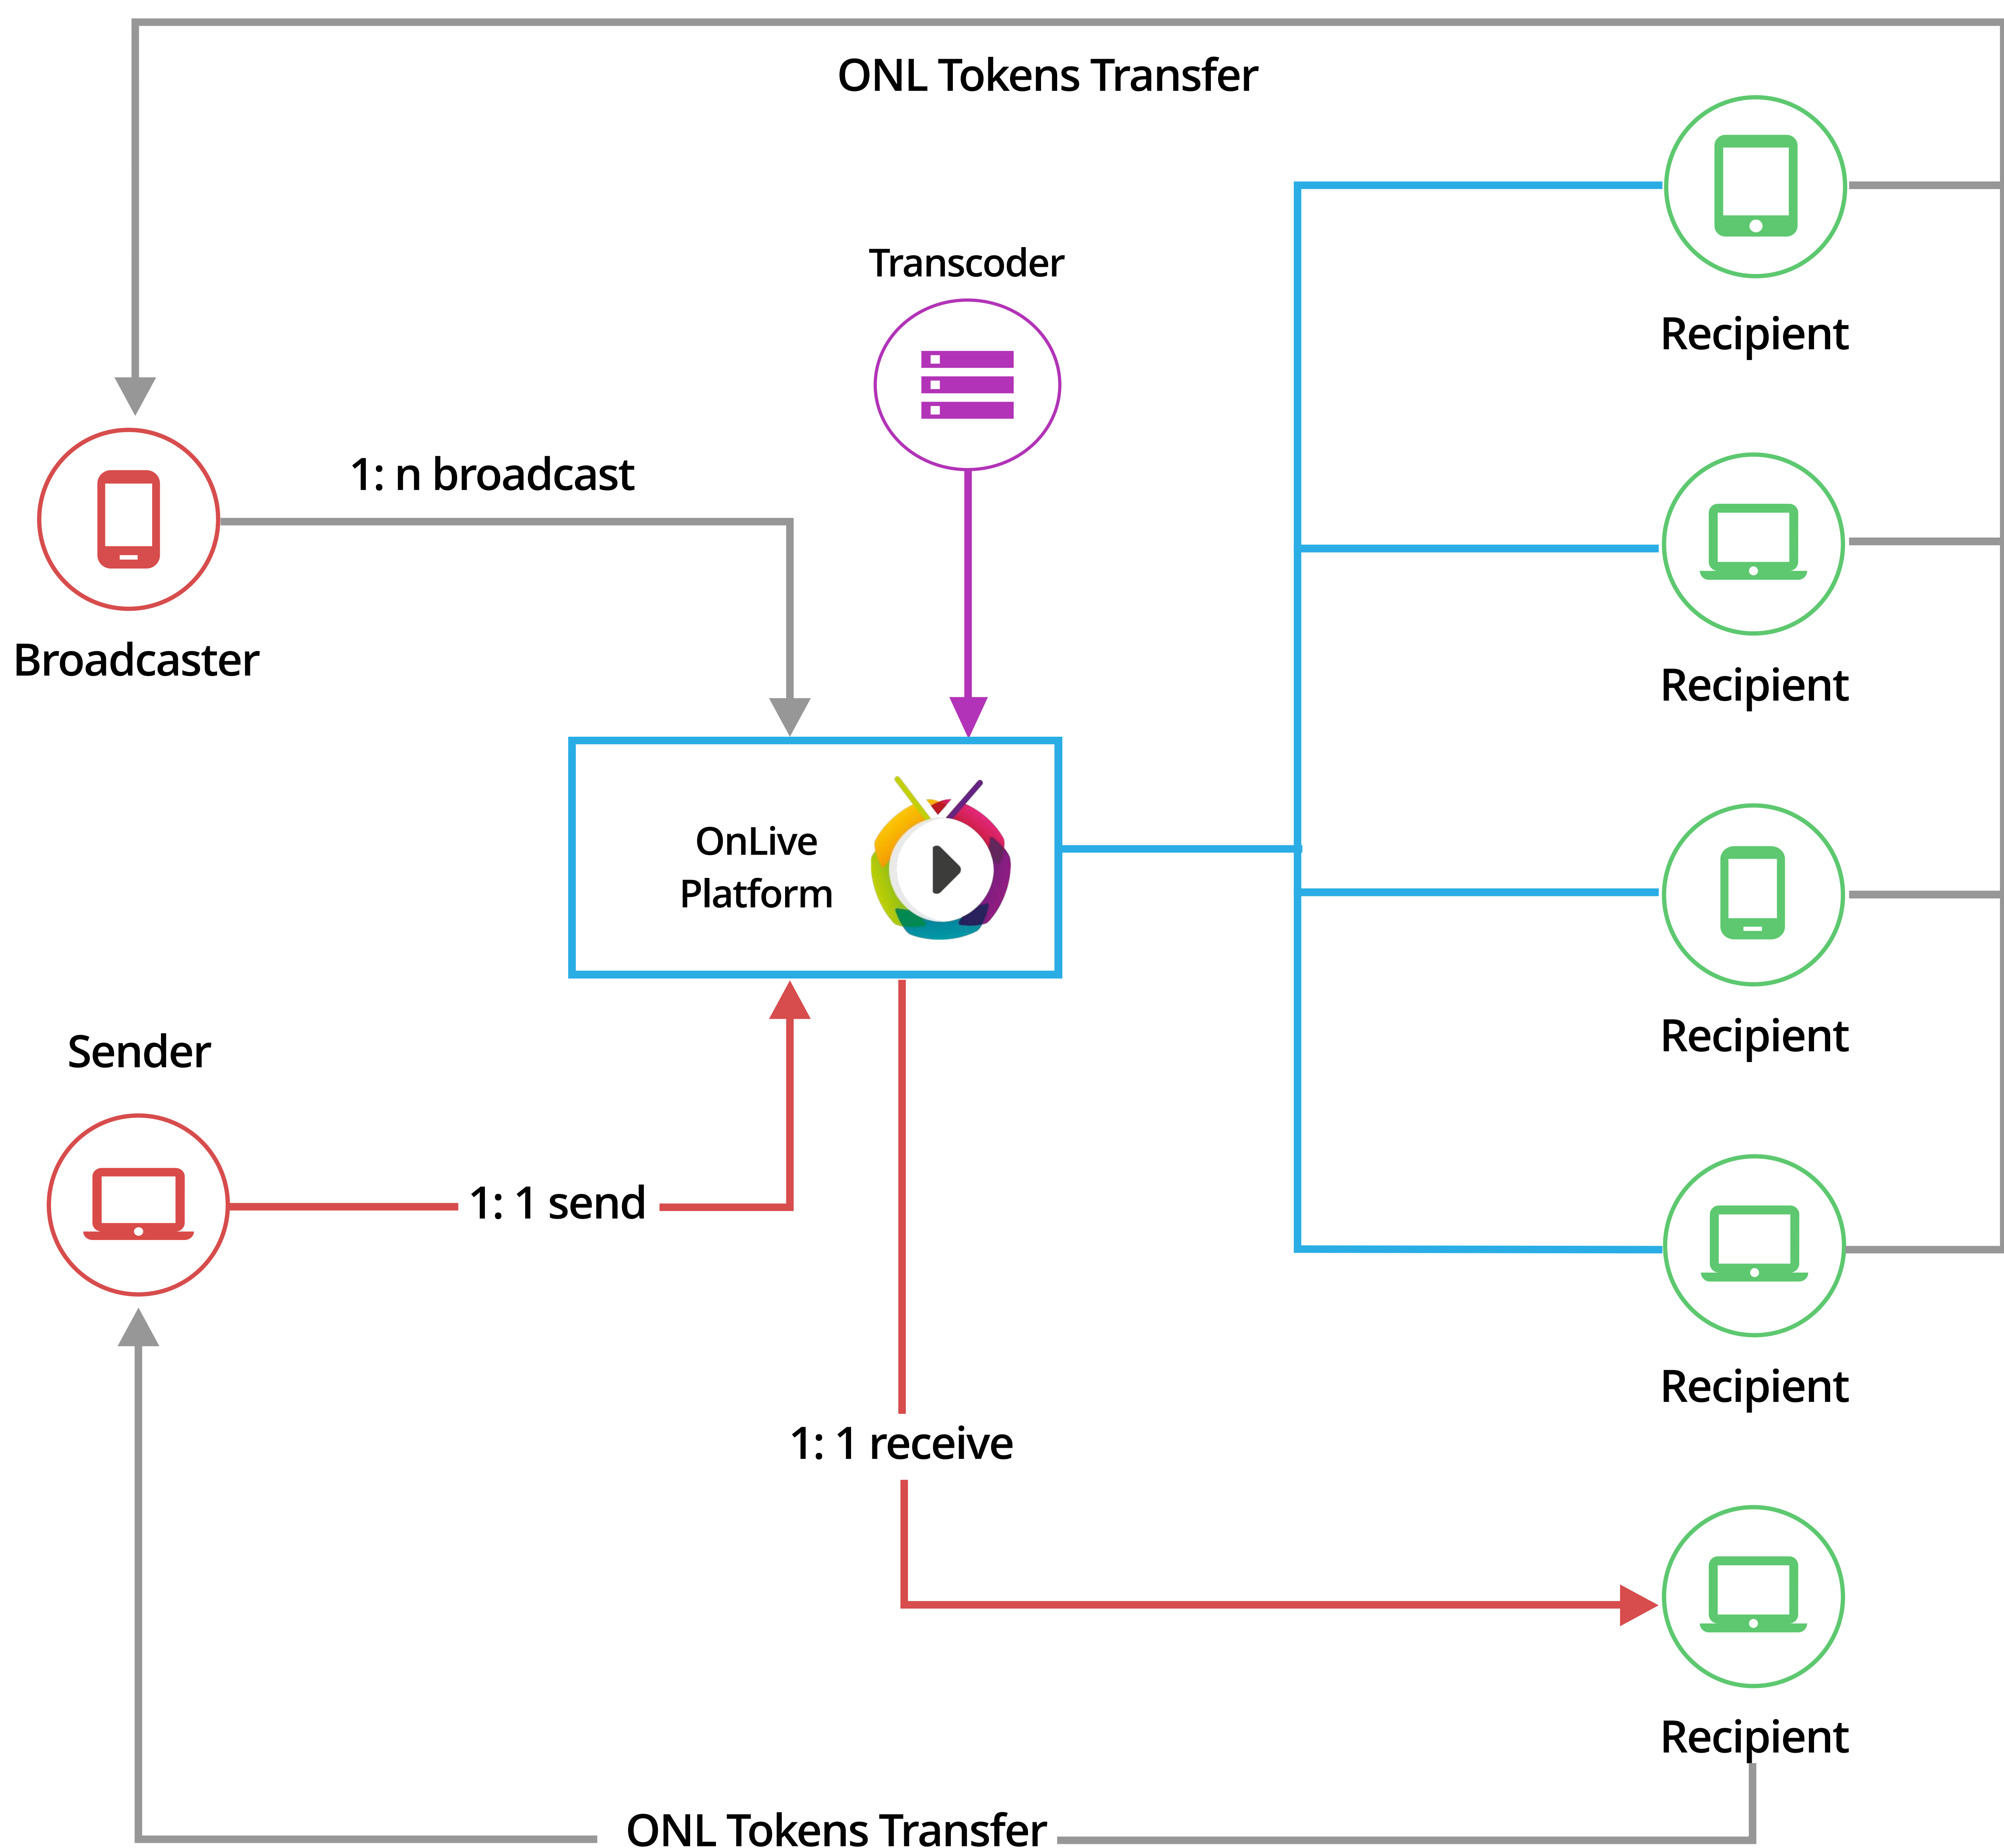 ONL Tokens Transfer
Transcoder
Recipient
1: n broadcast
Broadcaster
Recipient
OnLive
Platform
Sender
Recipient
1: 1 send
Recipient
1: 1 receive
Recipient
ONL Tokens Transfer